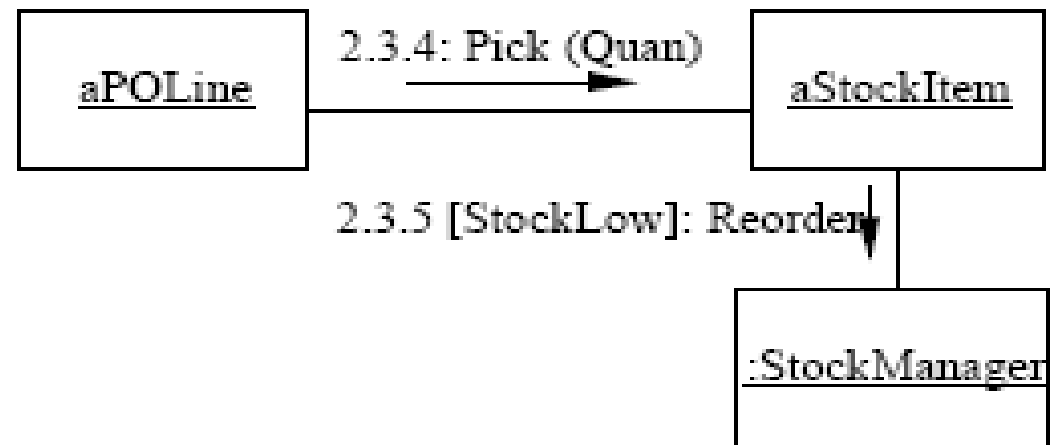 2.3.4: Pick (Quan)
aPOLine
aStockItem
2.3.5 [StockLow]: Reorder
:StockManager